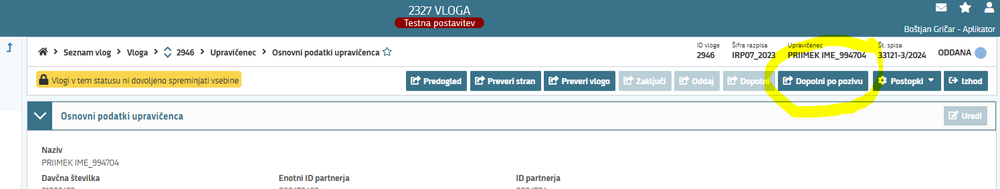 2327 VLOGA
Testna postavitev
Boštjan Gričar - Aplikator
Seznam vlog Vloga 2946 Upravičenec Osnovni podatki upravičenca
ID vloge Šifra razpisa Upravičenec Št. spisa
2946 IRP07_2023 PRIIMEK IME_994704 33121-3/2024 ODDANA
Vlogi v tem statusu ni dovoljeno spreminjati vsebine
Predogled Preveri stran Preveri vlogo Zaključi Oddaj Dopolni Dopolni po pozivu Postopki Izhod
Osnovni podatki upravičenca Uredi
Naziv
PRIIMEK IME_994704
Davčna številka Enotni ID partnerja ID partnerja